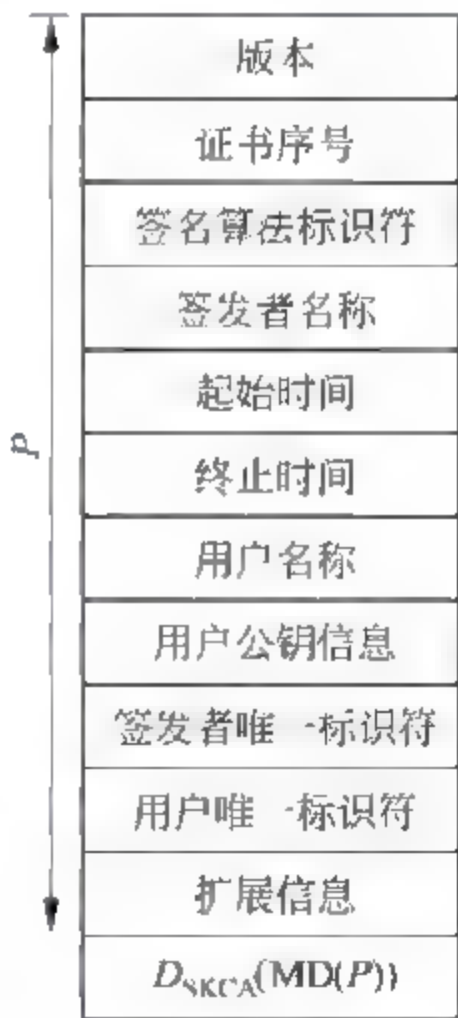 版本
证书序号
签名算法标识符
签发者名称
起始时间
终止时间
P
用户名称
用户公钥信息
签发者唯一标识符
用户唯一标识符
扩展信息
D_SKCA(MD(P))